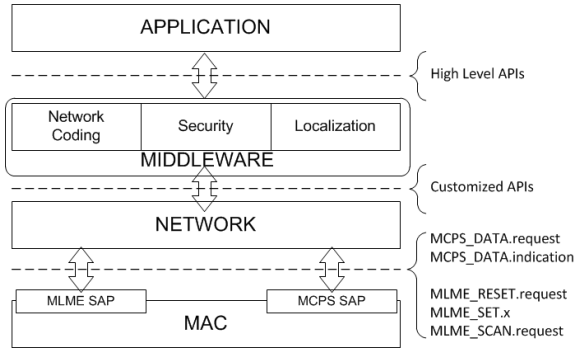 APPLICATION
High Level APIs
Network
Coding
Security
Localization
MIDDLEWARE
Customized APIs
NETWORK
MCPS_DATA.request
MCPS_DATA.indication
MLME_RESET.request
MLME_SET.x
MLME_SCAN.request
MLME SAP
MCPS SAP
MAC